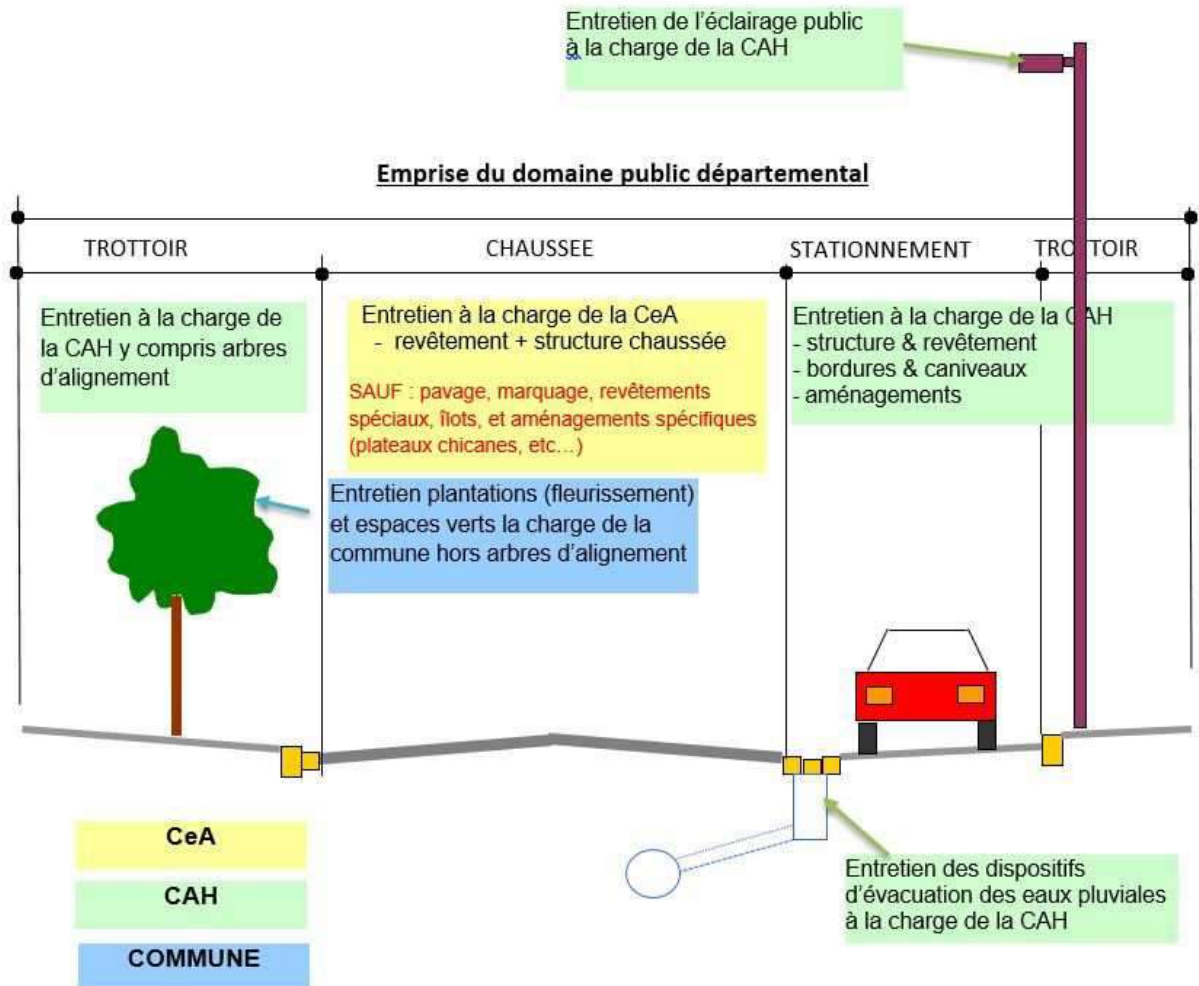 Entretien de l'éclairage public
à la charge de la CAH
Emprise du domaine public départemental
TROTTOIR
CHAUSSEE
STATIONNEMENT
TROTTOIR
Entretien à la charge de
la CAH y compris arbres
d'alignement
Entretien à la charge de la CeA
- revêtement + structure chaussée
SAUF : pavage, marquage, revêtements
spéciaux, îlots, et aménagements spécifiques
(plateaux chicanes, etc…)
Entretien à la charge de la CAH
- structure & revêtement
- bordures & caniveaux
- aménagements
Entretien plantations (fleurissement)
et espaces verts la charge de la
commune hors arbres d'alignement
CeA
CAH
COMMUNE
Entretien des dispositifs
d'évacuation des eaux pluviales
à la charge de la CAH